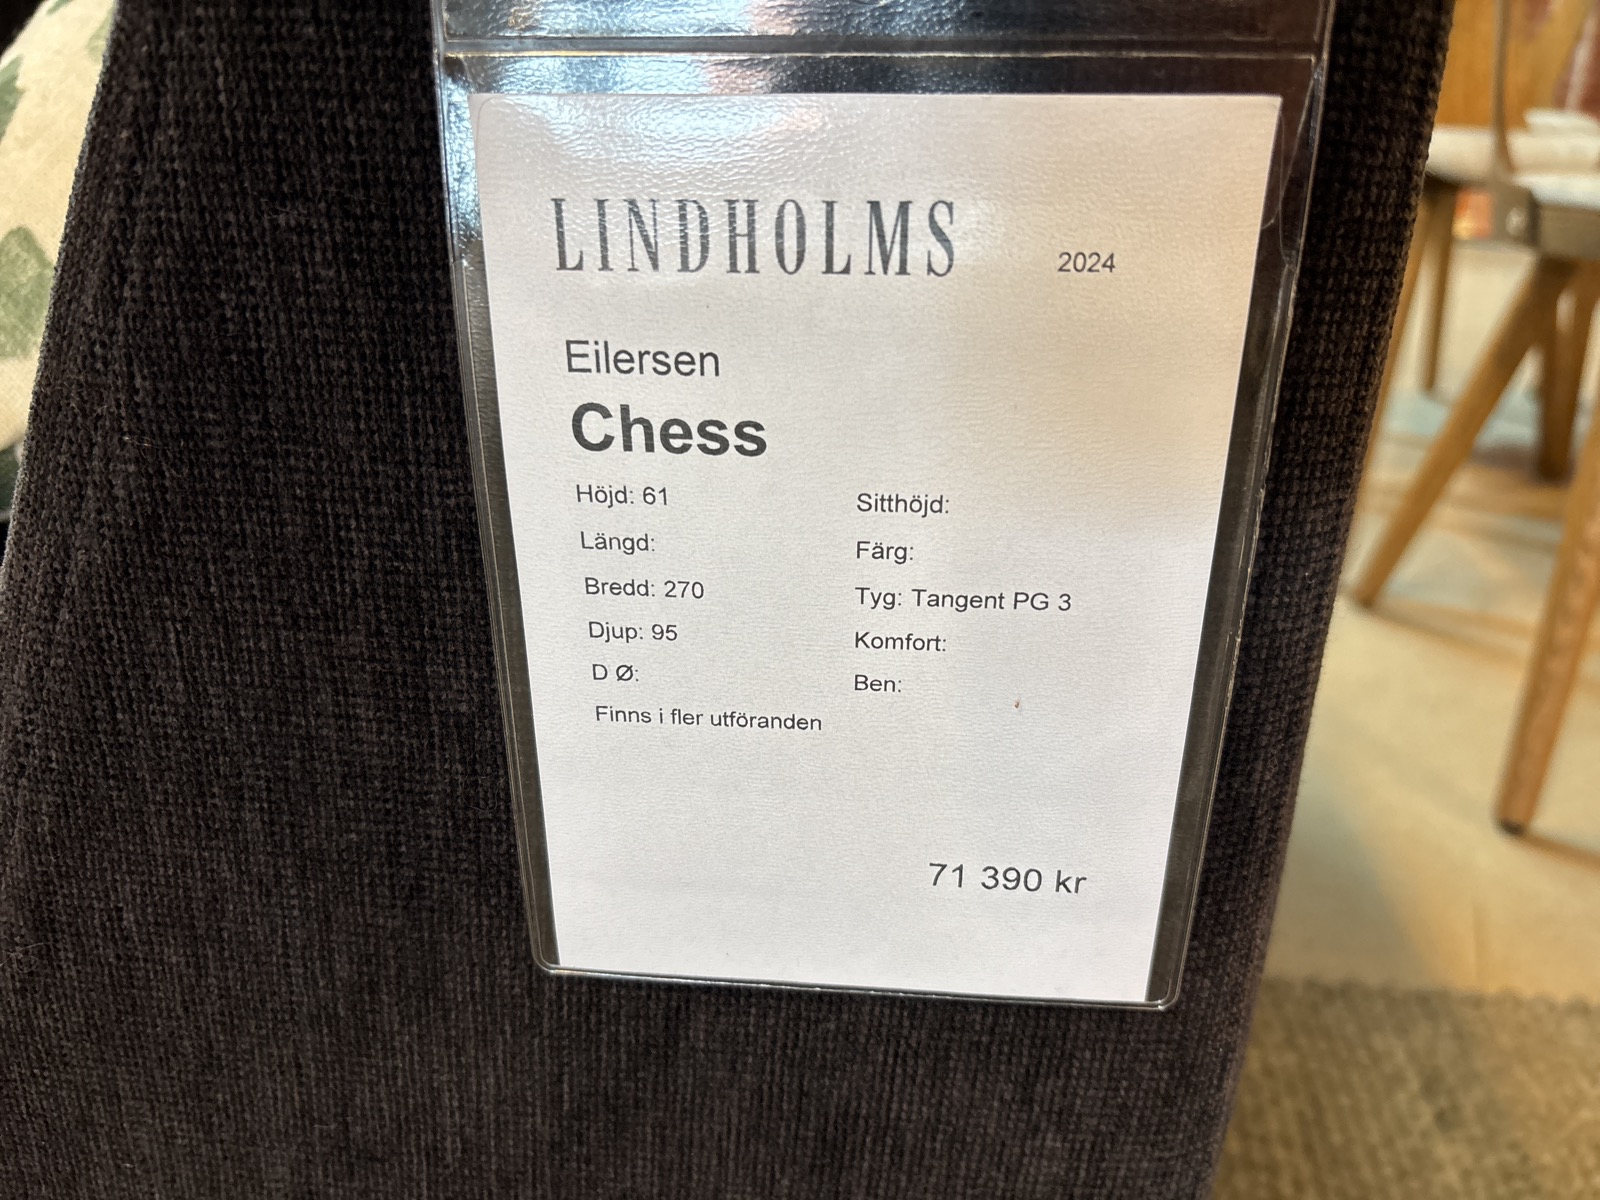 LINDHOLMS 2024
Eilersen
Chess
Höjd: 61
Längd:
Bredd: 270
Djup: 95
D Ø:
Finns i fler utföranden
Sitthöjd:
Färg:
Tyg: Tangent PG 3
Komfort:
Ben:
71 390 kr